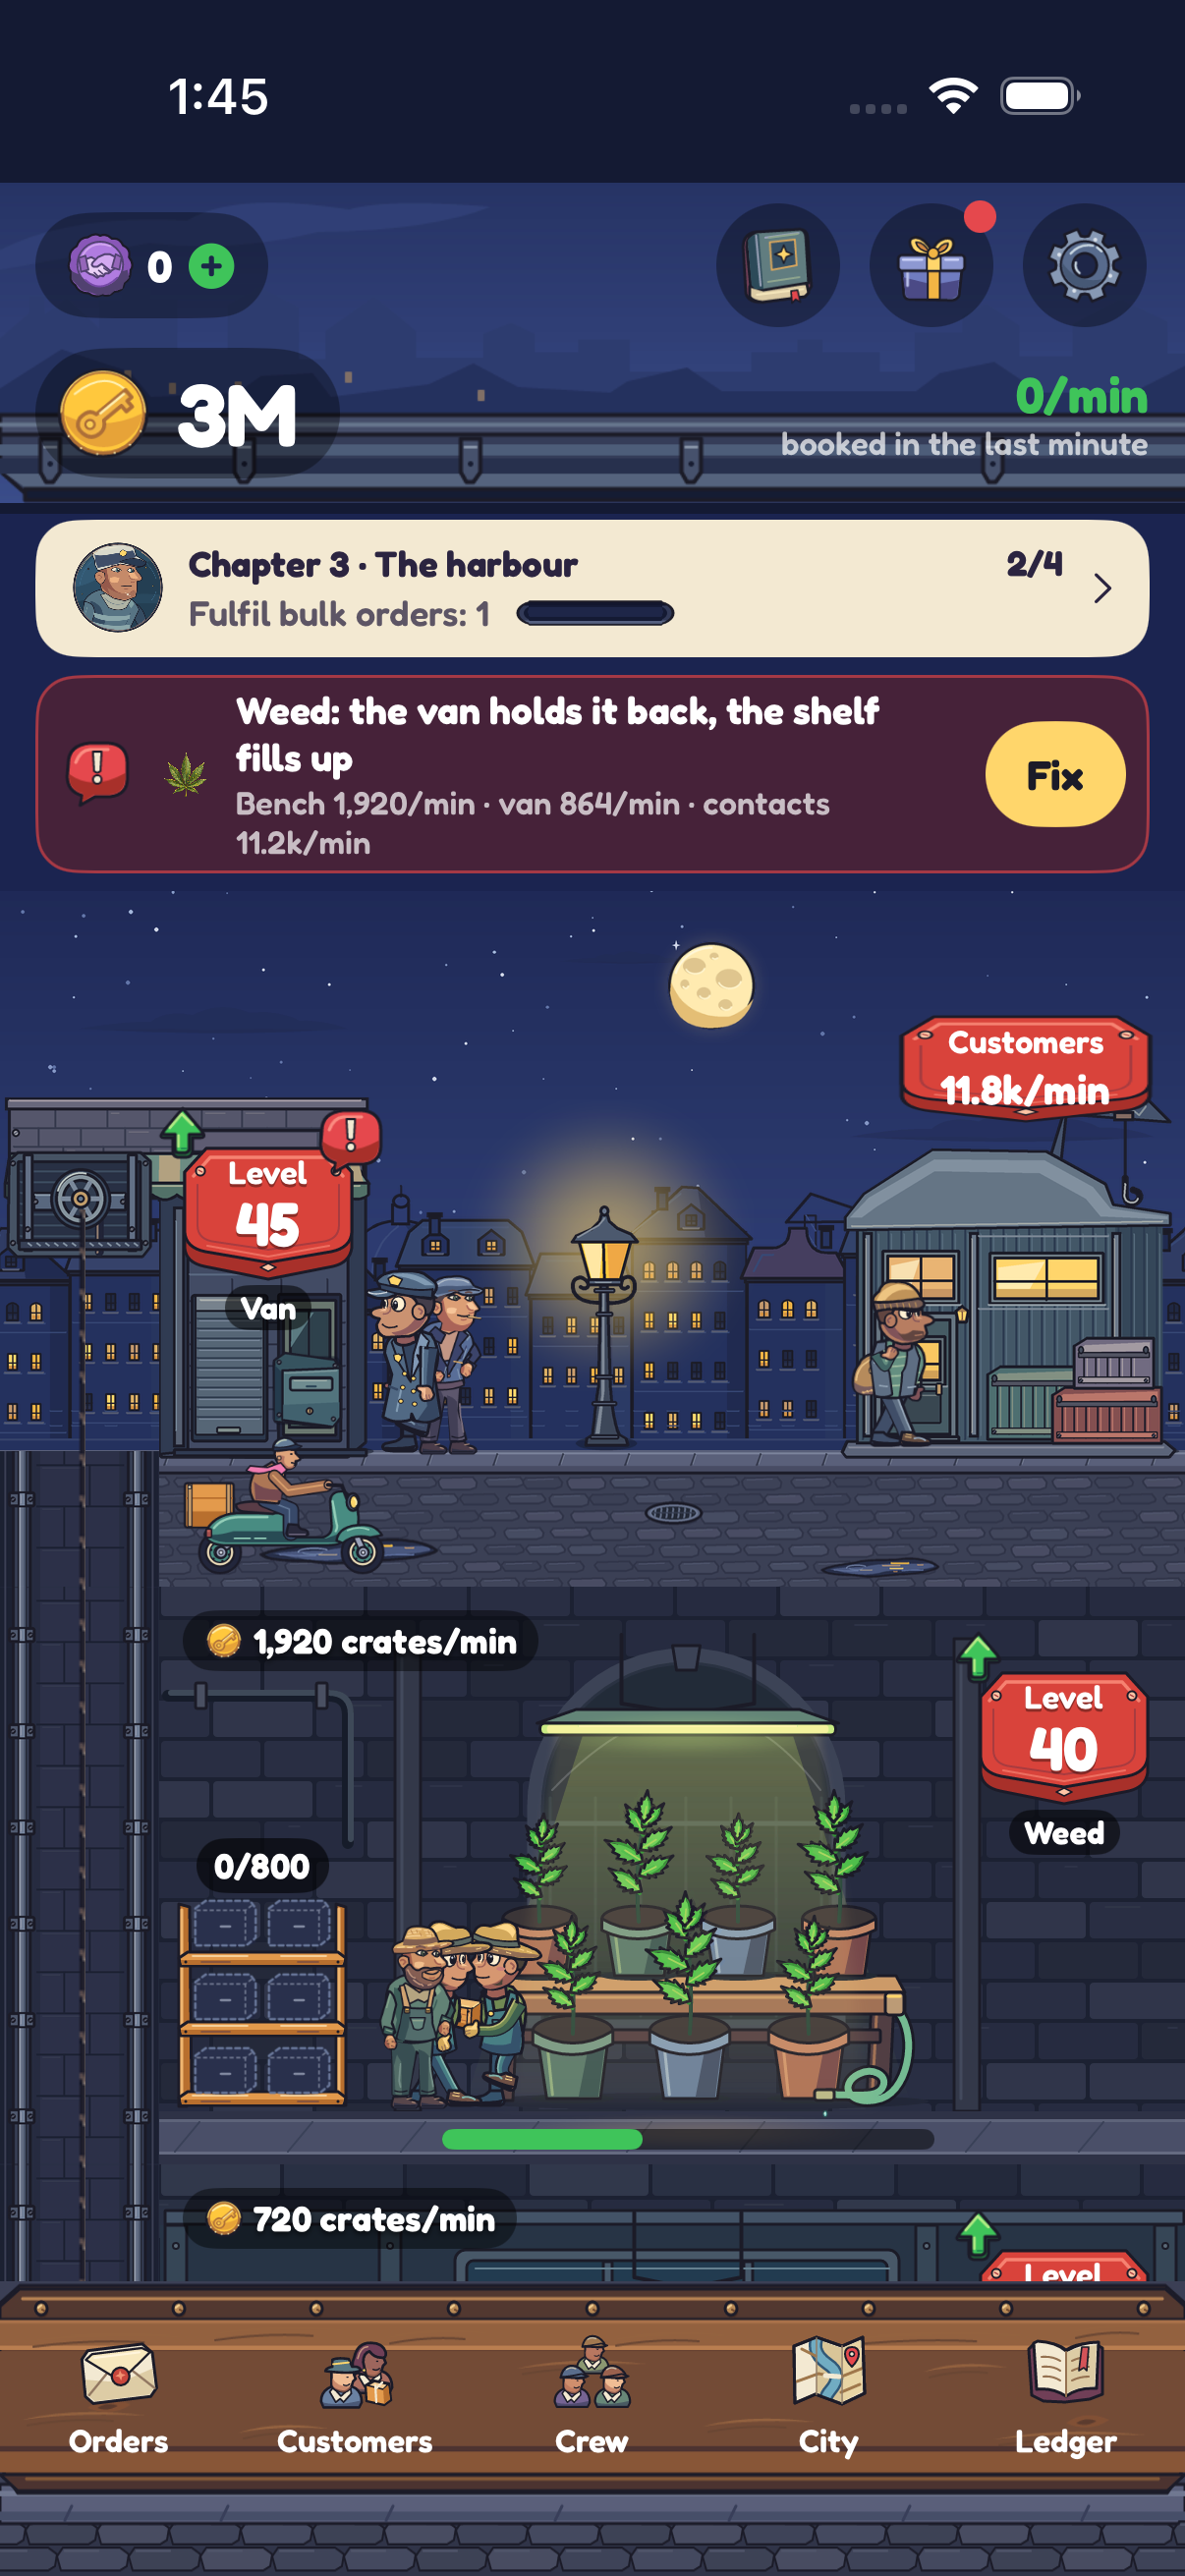 1:45
0
3M
0/min
booked in the last minute
Chapter 3 · The harbour
2/4
Fulfil bulk orders: 1
Weed: the van holds it back, the shelf
fills up
Bench 1,920/min · van 864/min · contacts
11.2k/min
Fix
Customers
11.8k/min
Level
45
Van
1,920 crates/min
Level
40
Weed
0/800
720 crates/min
Level
Orders
Customers
Crew
City
Ledger